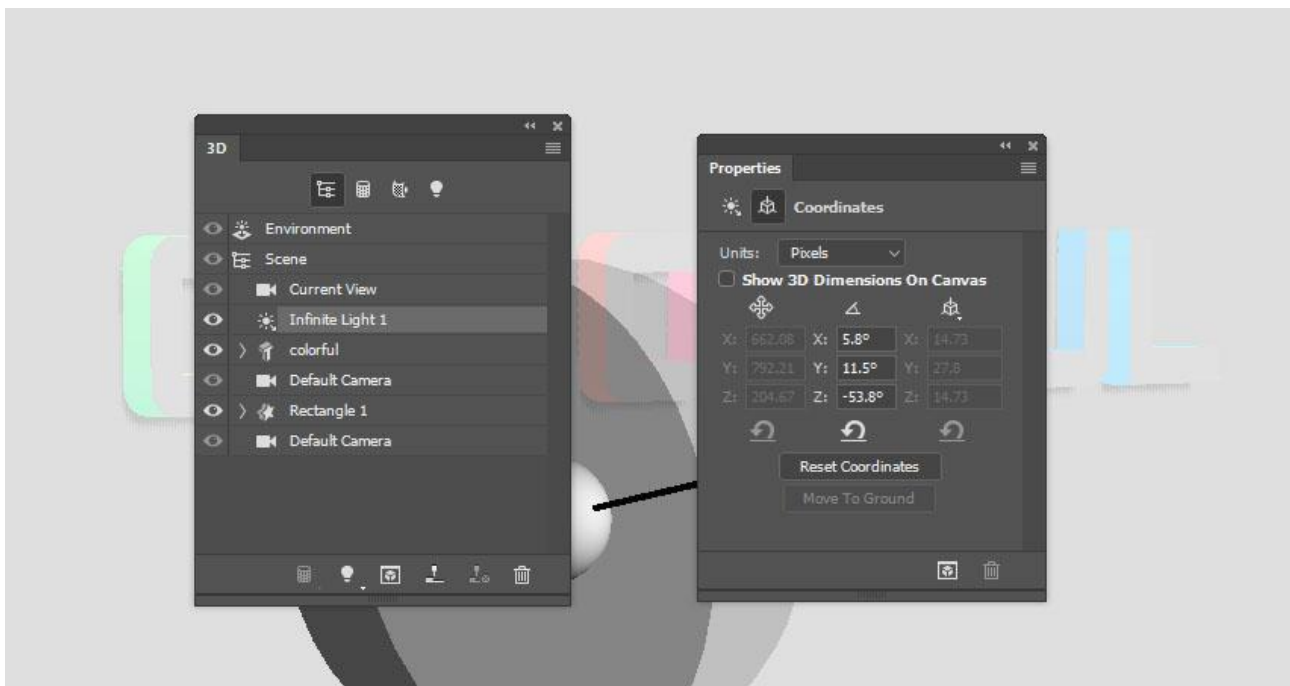 3D
Environment
Scene
Current View
Infinite Light 1
colorful
Default Camera
Rectangle 1
Default Camera
Properties
Coordinates
Units: Pixels
Show 3D Dimensions On Canvas
X: 662.08 X: 5.8° X: 14.73
Y: 792.21 Y: 11.5° Y: 27.8
Z: 204.67 Z: -53.8° Z: 14.73
Reset Coordinates
Move To Ground